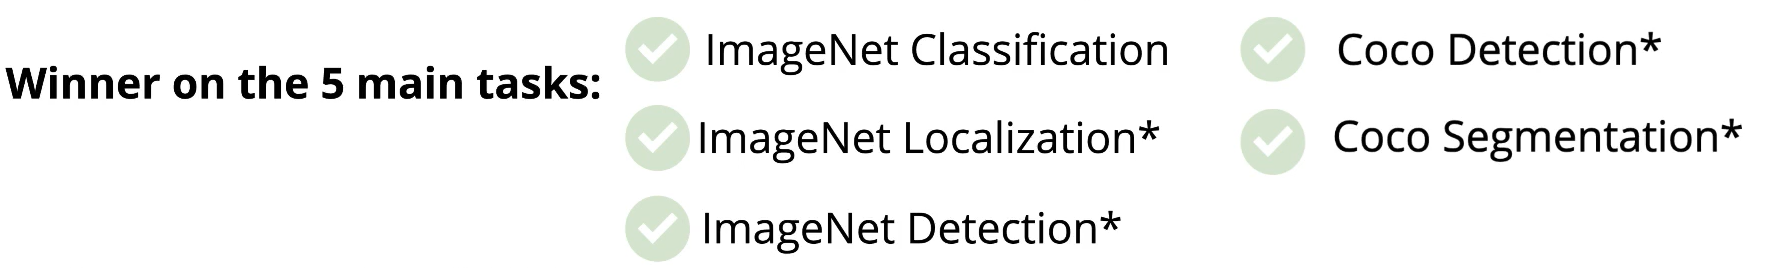 Winner on the 5 main tasks:
ImageNet Classification
ImageNet Localization*
ImageNet Detection*
Coco Detection*
Coco Segmentation*